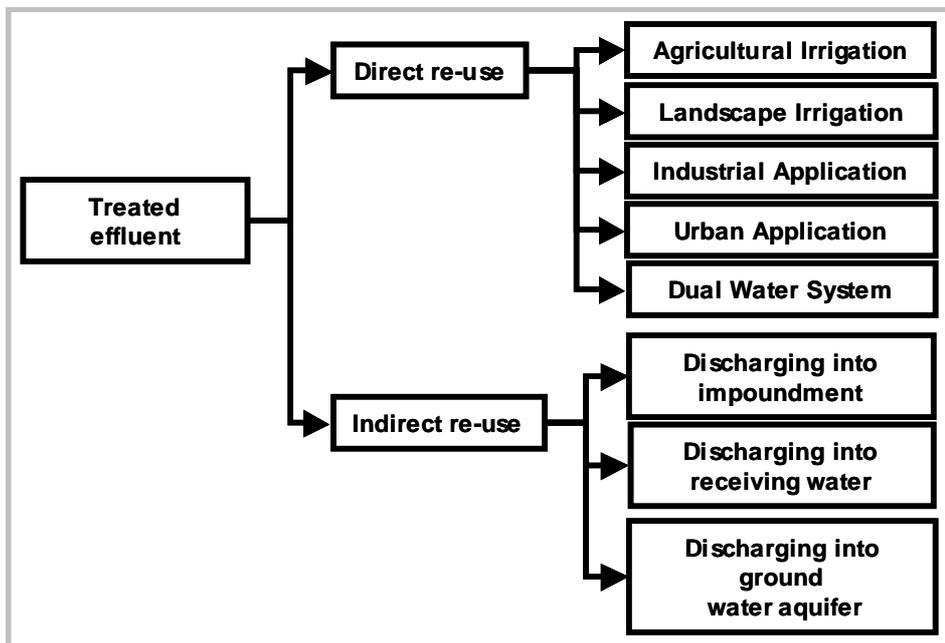 Treated
effluent
Direct re-use
Agricultural Irrigation
Landscape Irrigation
Industrial Application
Urban Application
Dual Water System
Indirect re-use
Discharging into
impoundment
Discharging into
receiving water
Discharging into
ground
water aquifer